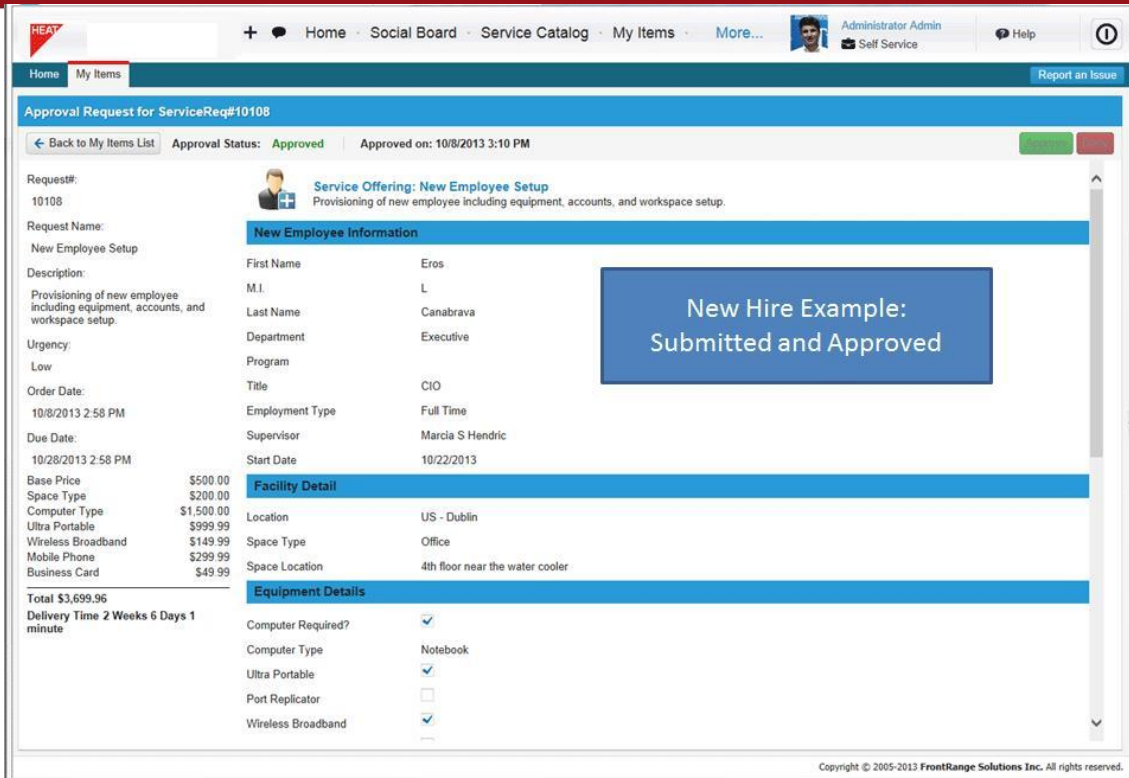 HEAT
Home Social Board Service Catalog My Items More...
Administrator Admin
Self Service
Help
Home My Items Report an Issue
Approval Request for ServiceReq#10108
Back to My Items List Approval Status: Approved Approved on: 10/8/2013 3:10 PM Approve Deny
Request#:
10108
Request Name:
New Employee Setup
Description:
Provisioning of new employee
including equipment, accounts, and
workspace setup.
Urgency:
Low
Order Date:
10/8/2013 2:58 PM
Due Date:
10/28/2013 2:58 PM
Base Price $500.00
Space Type $200.00
Computer Type $1,500.00
Ultra Portable $999.99
Wireless Broadband $149.99
Mobile Phone $299.99
Business Card $49.99
Total $3,699.96
Delivery Time 2 Weeks 6 Days 1
minute
Service Offering: New Employee Setup
Provisioning of new employee including equipment, accounts, and workspace setup.
New Employee Information
First Name Eros
M.I. L
Last Name Canabrava
Department Executive
Program
Title CIO
Employment Type Full Time
Supervisor Marcia S Hendric
Start Date 10/22/2013
New Hire Example:
Submitted and Approved
Facility Detail
Location US - Dublin
Space Type Office
Space Location 4th floor near the water cooler
Equipment Details
Computer Required?
Computer Type Notebook
Ultra Portable
Port Replicator
Wireless Broadband
Copyright © 2005-2013 FrontRange Solutions Inc. All rights reserved.